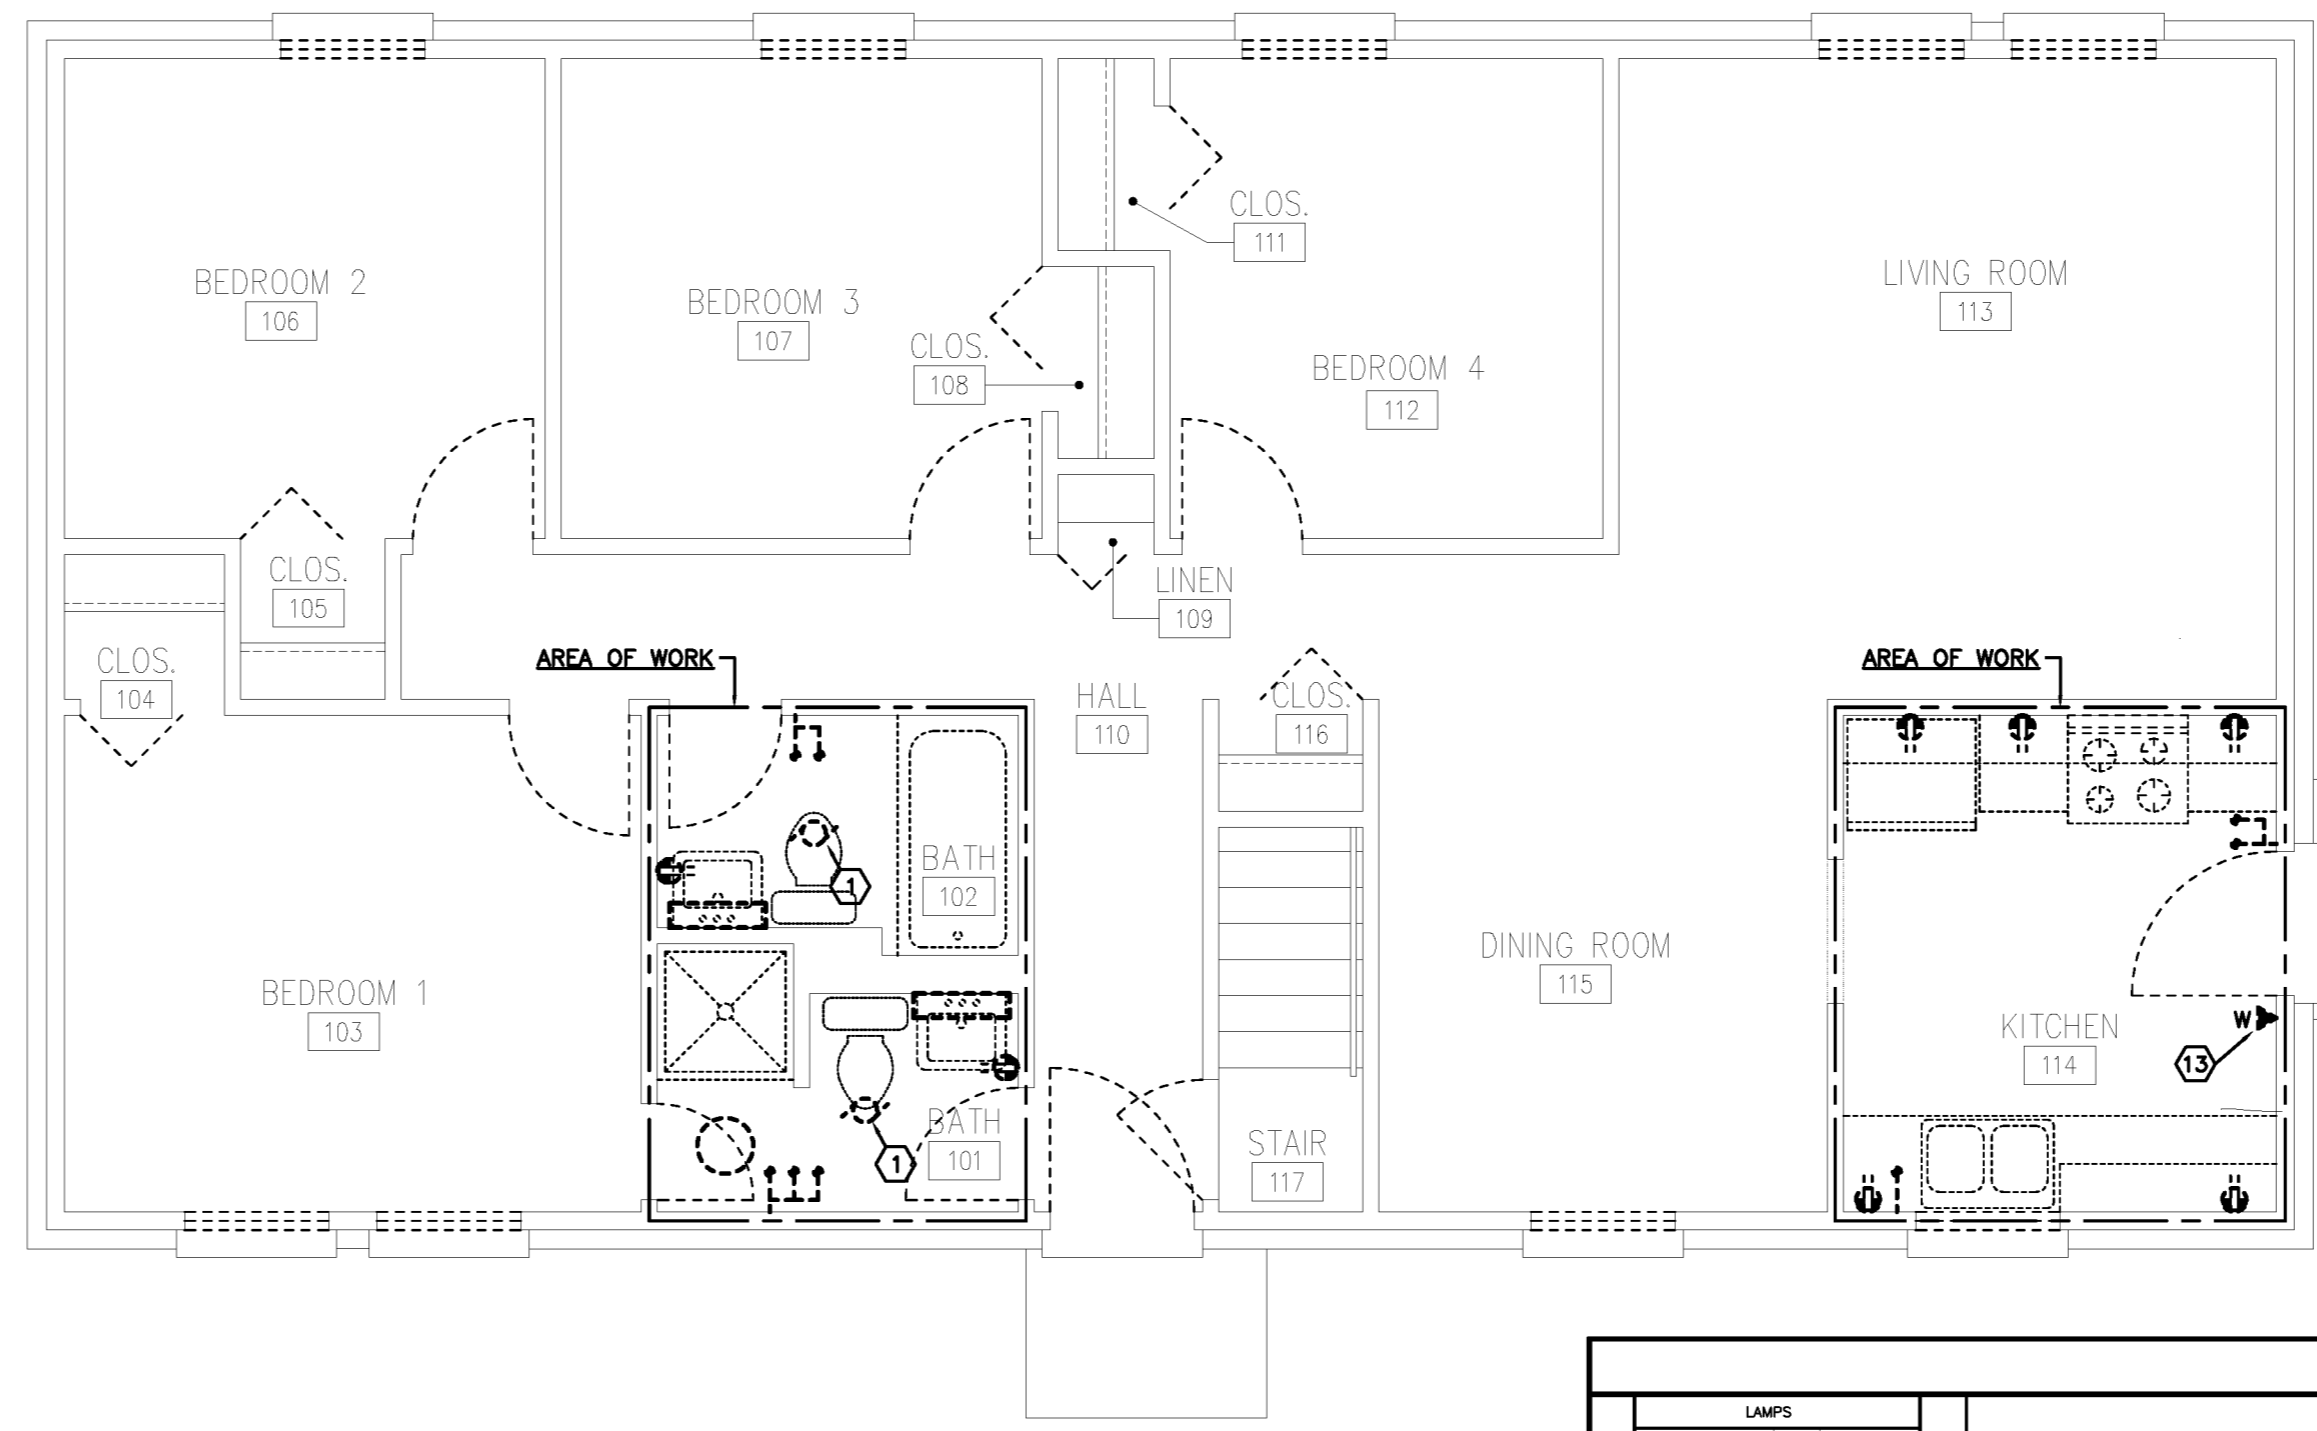 CLOS.
111
BEDROOM 2
106
BEDROOM 3
107
LIVING ROOM
113
CLOS.
108
BEDROOM 4
112
CLOS.
105
LINEN
109
CLOS.
104
AREA OF WORK
AREA OF WORK
HALL
110
CLOS.
116
BATH
102
1
DINING ROOM
115
BEDROOM 1
103
KITCHEN
114
W
13
BATH
101
1
STAIR
117
LAMPS